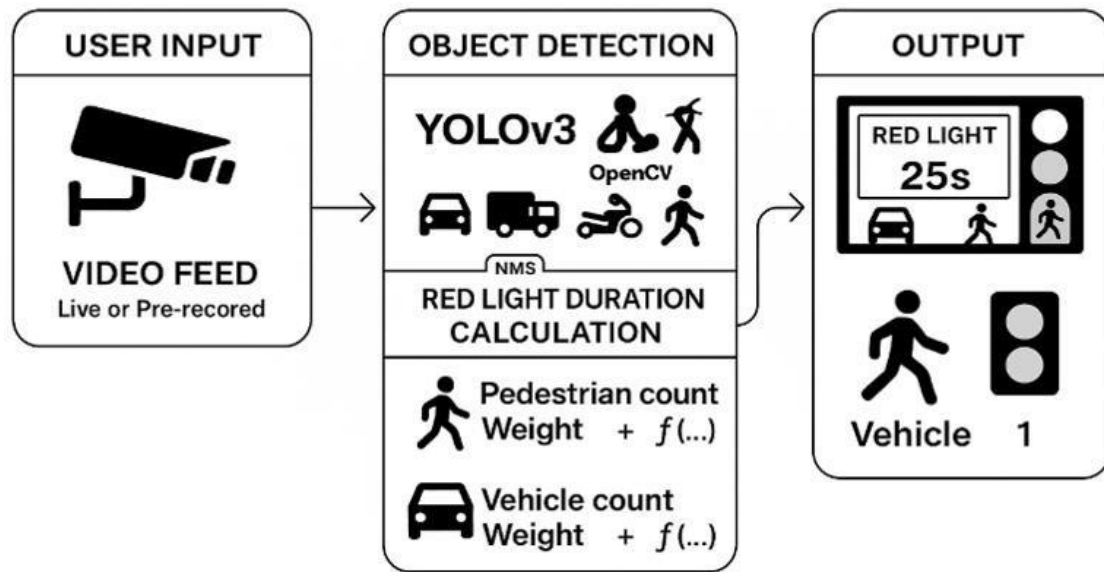 USER INPUT
VIDEO FEED
Live or Pre-recored
OBJECT DETECTION
YOLOv3
OpenCV
NMS
RED LIGHT DURATION
CALCULATION
Pedestrian count
Weight + f(...)
Vehicle count
Weight + f(...)
OUTPUT
RED LIGHT
25s
Vehicle 1